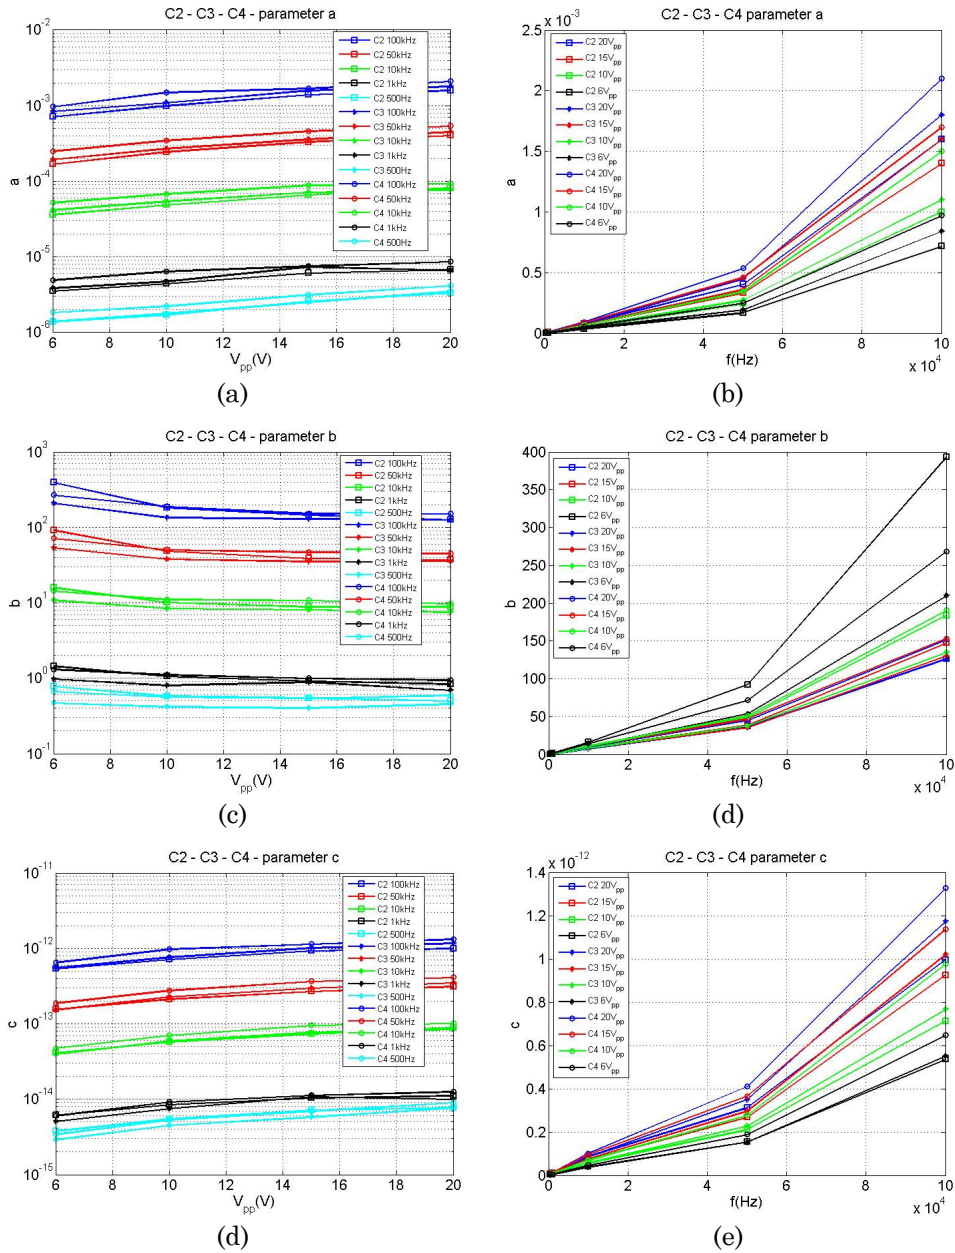 C2 - C3 - C4 - parameter a
10^-2
10^-3
10^-4
10^-5
10^-6
a
6 8 10 12 14 16 18 20
V_pp(V)
C2 100kHz
C2 50kHz
C2 10kHz
C2 1kHz
C2 500Hz
C3 100kHz
C3 50kHz
C3 10kHz
C3 1kHz
C3 500Hz
C4 100kHz
C4 50kHz
C4 10kHz
C4 1kHz
C4 500Hz
(a)
x 10^-3
C2 - C3 - C4 parameter a
2.5
2
1.5
1
0.5
0
a
0 2 4 6 8 10
f(Hz)
x 10^4
C2 20V_pp
C2 15V_pp
C2 10V_pp
C2 6V_pp
C3 20V_pp
C3 15V_pp
C3 10V_pp
C3 6V_pp
C4 20V_pp
C4 15V_pp
C4 10V_pp
C4 6V_pp
(b)
C2 - C3 - C4 - parameter b
10^3
10^2
10^1
10^0
10^-1
b
6 8 10 12 14 16 18 20
V_pp(V)
C2 100kHz
C2 50kHz
C2 10kHz
C2 1kHz
C2 500Hz
C3 100kHz
C3 50kHz
C3 10kHz
C3 1kHz
C3 500Hz
C4 100kHz
C4 50kHz
C4 10kHz
C4 1kHz
C4 500Hz
(c)
C2 - C3 - C4 parameter b
400
350
300
250
200
150
100
50
0
b
0 2 4 6 8 10
f(Hz)
x 10^4
C2 20V_pp
C2 15V_pp
C2 10V_pp
C2 6V_pp
C3 20V_pp
C3 15V_pp
C3 10V_pp
C3 6V_pp
C4 20V_pp
C4 15V_pp
C4 10V_pp
C4 6V_pp
(d)
C2 - C3 - C4 - parameter c
10^-11
10^-12
10^-13
10^-14
10^-15
c
6 8 10 12 14 16 18 20
V_pp(V)
C2 100kHz
C2 50kHz
C2 10kHz
C2 1kHz
C2 500Hz
C3 100kHz
C3 50kHz
C3 10kHz
C3 1kHz
C3 500Hz
C4 100kHz
C4 50kHz
C4 10kHz
C4 1kHz
C4 500Hz
(d)
x 10^-12
C2 - C3 - C4 parameter c
1.4
1.2
1
0.8
0.6
0.4
0.2
0
c
0 2 4 6 8 10
f(Hz)
x 10^4
C2 20V_pp
C2 15V_pp
C2 10V_pp
C2 6V_pp
C3 20V_pp
C3 15V_pp
C3 10V_pp
C3 6V_pp
C4 20V_pp
C4 15V_pp
C4 10V_pp
C4 6V_pp
(e)